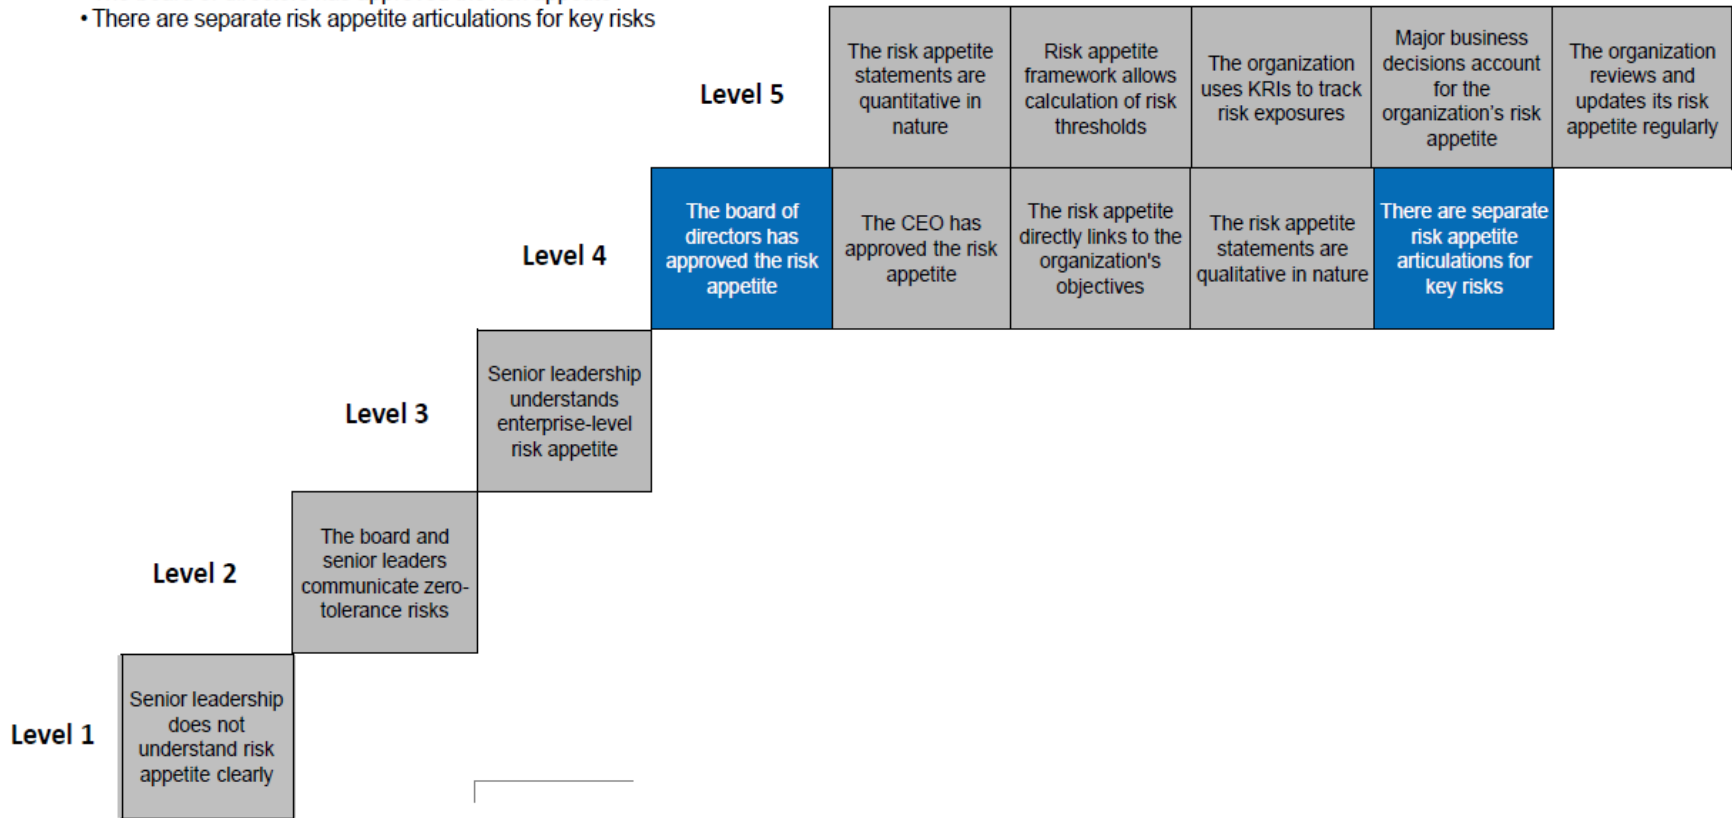 • There are separate risk appetite articulations for key risks
Level 5
The risk appetite
statements are
quantitative in
nature
Risk appetite
framework allows
calculation of risk
thresholds
The organization
uses KRIs to track
risk exposures
Major business
decisions account
for the
organization's risk
appetite
The organization
reviews and
updates its risk
appetite regularly
Level 4
The board of
directors has
approved the risk
appetite
The CEO has
approved the risk
appetite
The risk appetite
directly links to the
organization's
objectives
The risk appetite
statements are
qualitative in nature
There are separate
risk appetite
articulations for
key risks
Level 3
Senior leadership
understands
enterprise-level
risk appetite
Level 2
The board and
senior leaders
communicate zero-
tolerance risks
Level 1
Senior leadership
does not
understand risk
appetite clearly